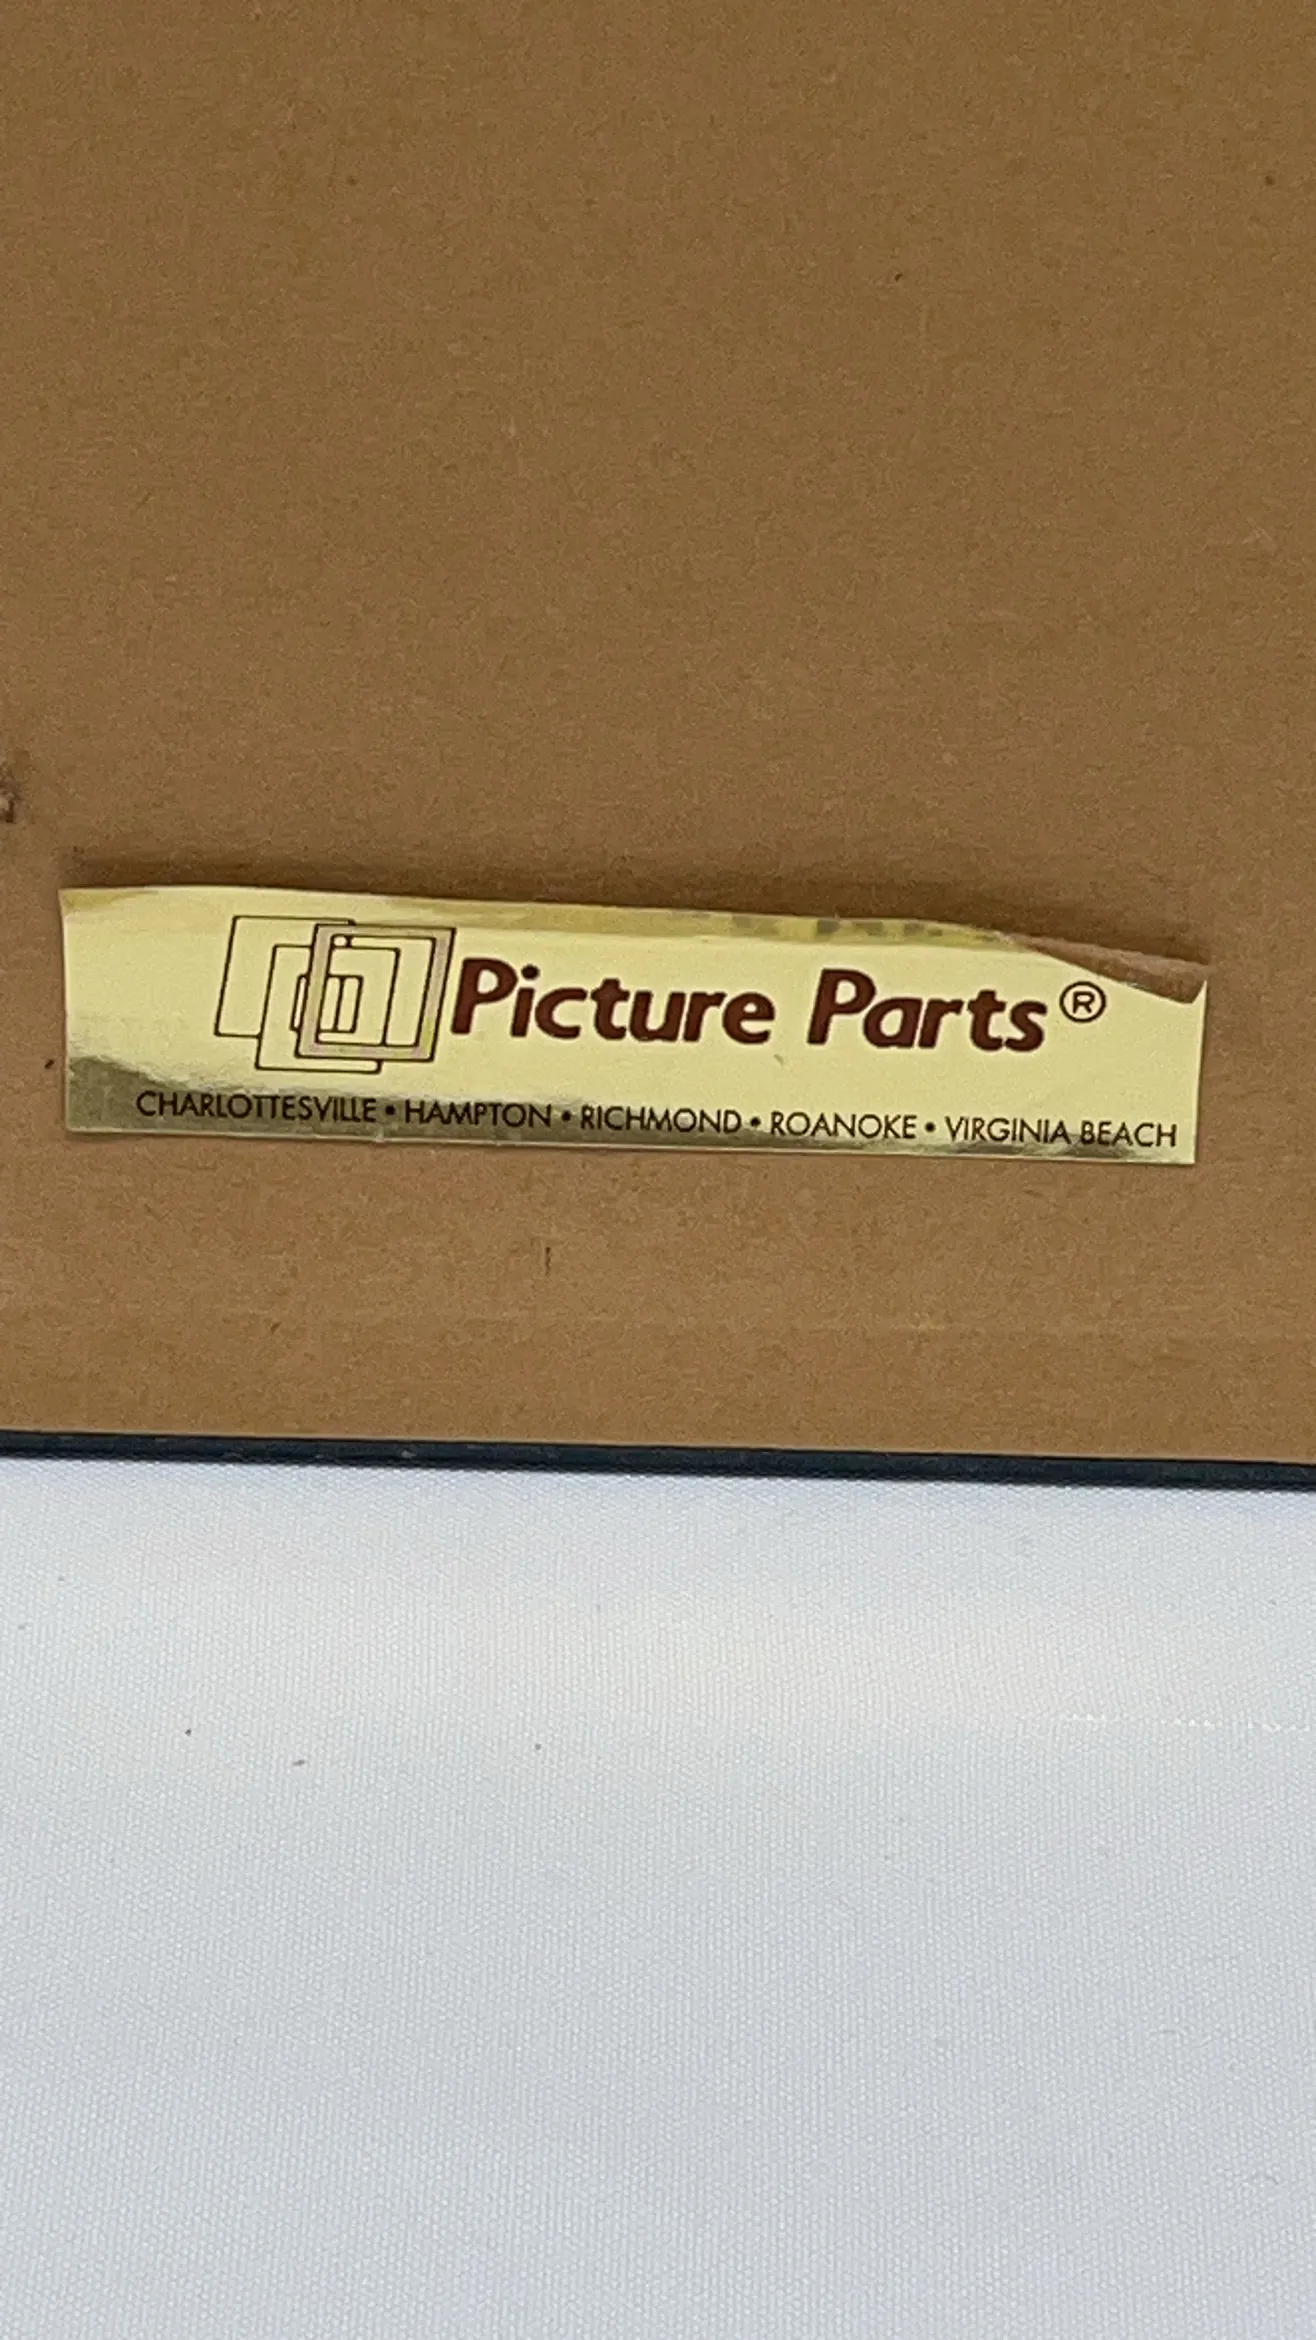 Picture Parts®
CHARLOTTESVILLE • HAMPTON • RICHMOND • ROANOKE • VIRGINIA BEACH